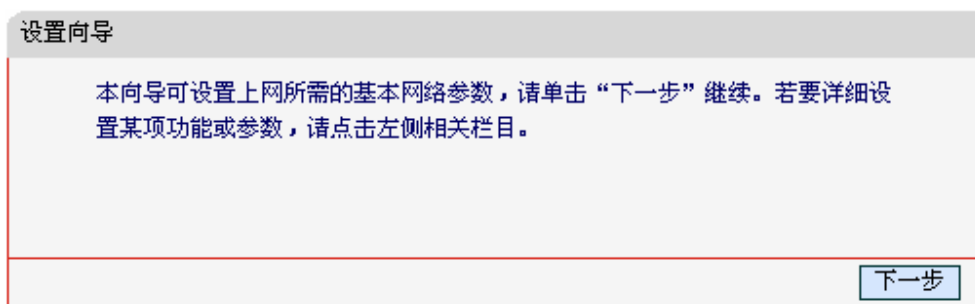 设置向导
本向导可设置上网所需的基本网络参数，请单击“下一步”继续。若要详细设
置某项功能或参数，请点击左侧相关栏目。
下一步